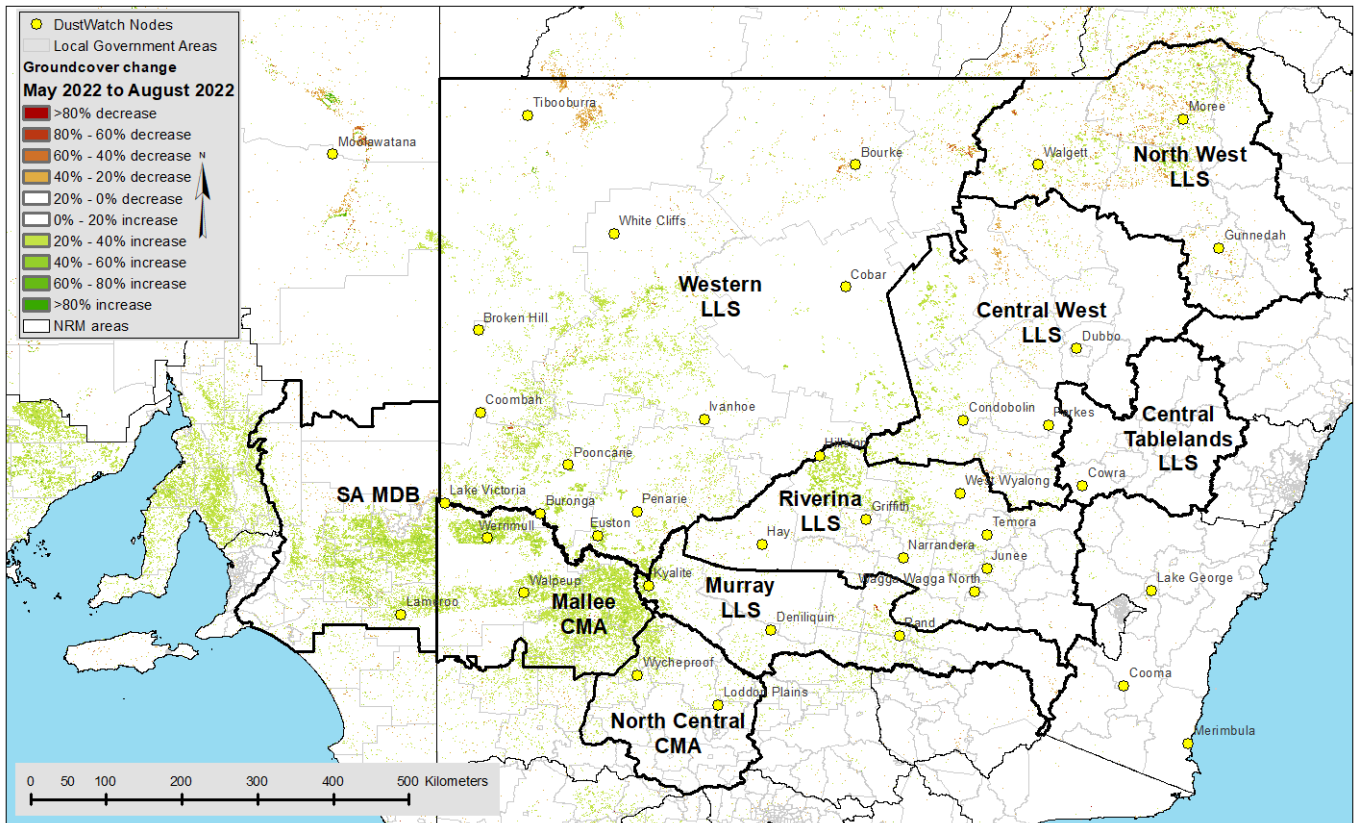 DustWatch Nodes
Local Government Areas
Groundcover change
May 2022 to August 2022
>80% decrease
80% - 60% decrease
60% - 40% decrease
40% - 20% decrease
20% - 0% decrease
0% - 20% increase
20% - 40% increase
40% - 60% increase
60% - 80% increase
>80% increase
NRM areas
N
Tibooburra
Moolawatana
Moree
Bourke
Walgett
North West
LLS
White Cliffs
Gunnedah
Cobar
Western
LLS
Central West
LLS
Broken Hill
Dubbo
Coombah
Ivanhoe
Condobolin
Parkes
Central
Tablelands
LLS
Hillston
Pooncarie
Cowra
SA MDB
Lake Victoria
Buronga
Penarie
Riverina
LLS
West Wyalong
Griffith
Werrimull
Euston
Temora
Hay
Narrandera
Junee
Wagga Wagga North
Walpeup
Kyalite
Lake George
Mallee
CMA
Murray
LLS
Lameroo
Deniliquin
Rand
Wycheproof
Cooma
Loddon Plains
North Central
CMA
Merimbula
0 50 100 200 300 400 500 Kilometers